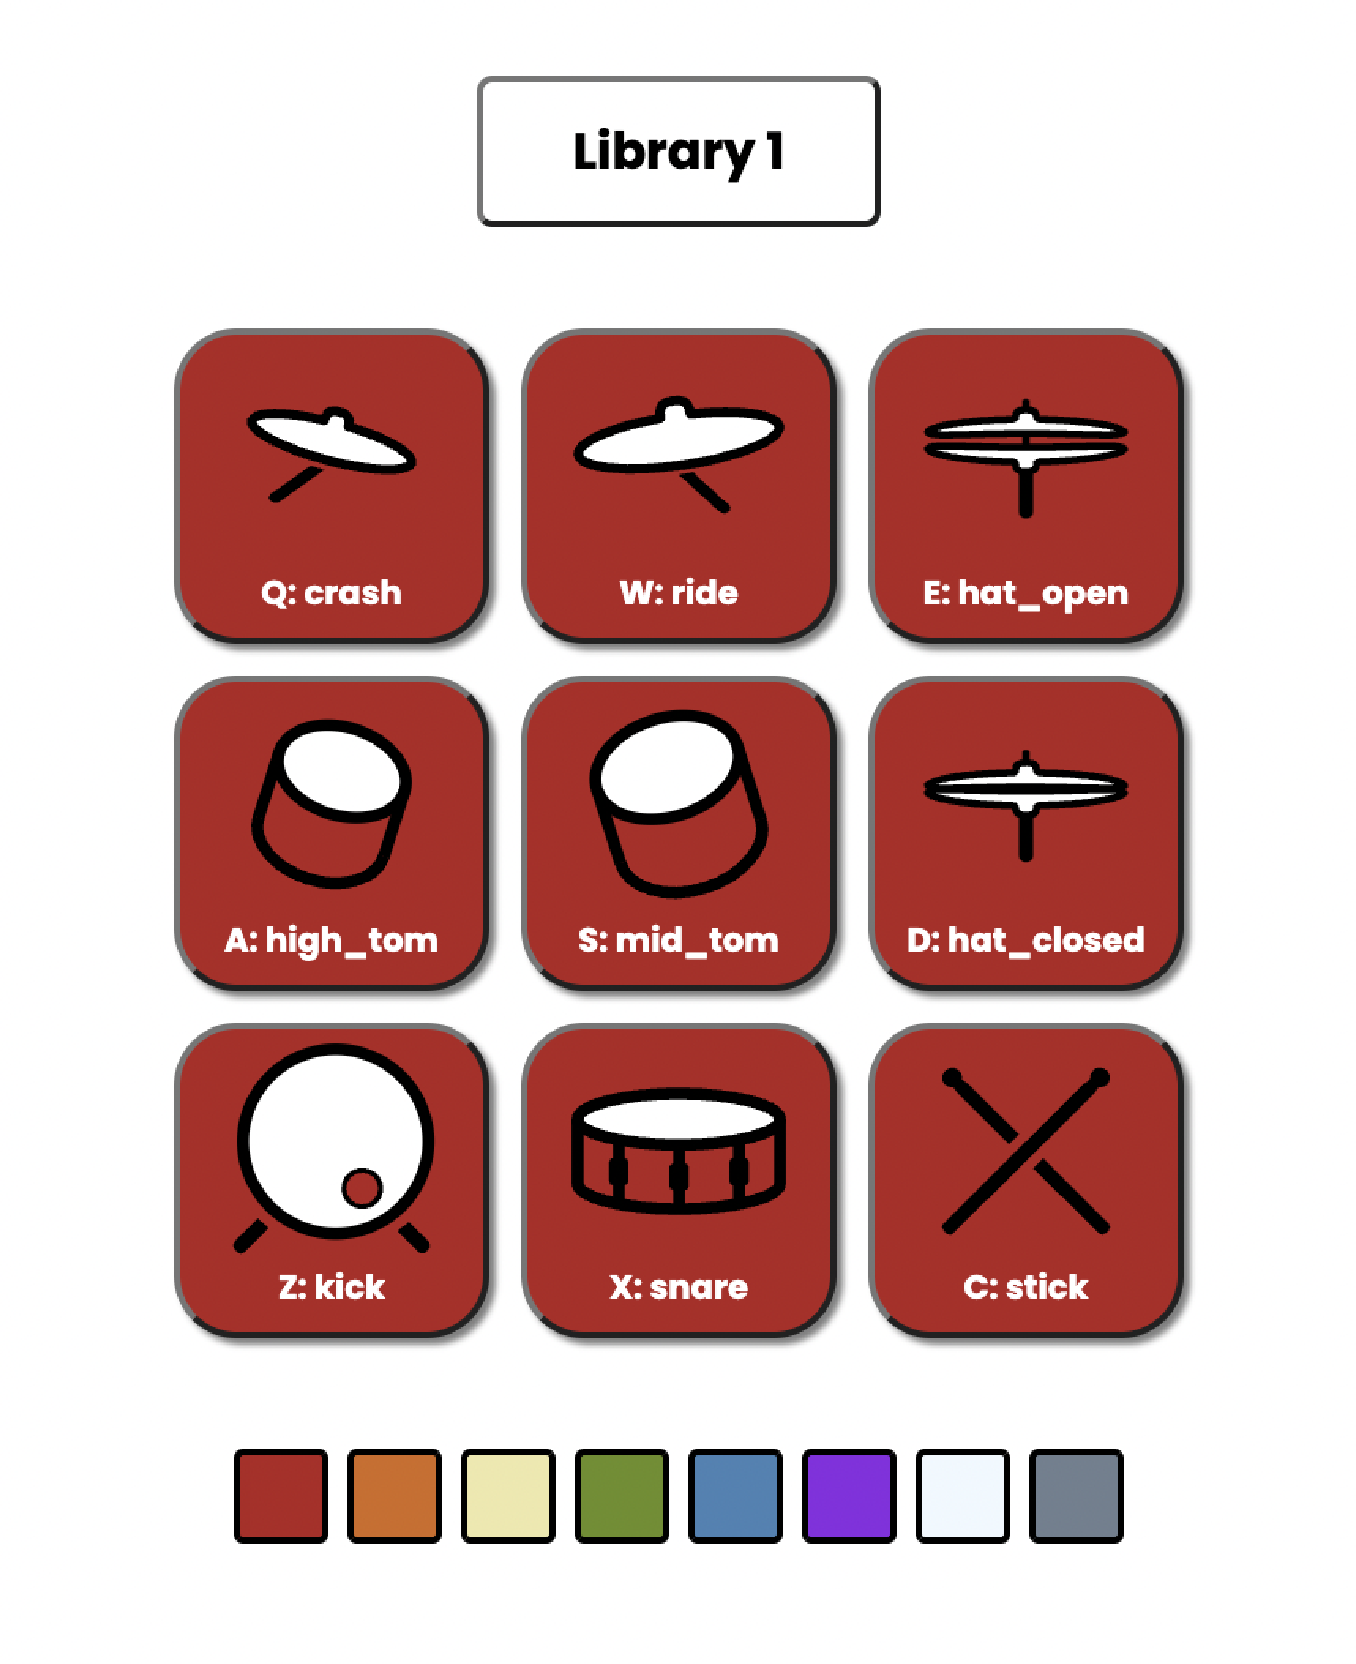 Library 1
Q: crash
W: ride
E: hat_open
A: high_tom
S: mid_tom
D: hat_closed
Z: kick
X: snare
C: stick